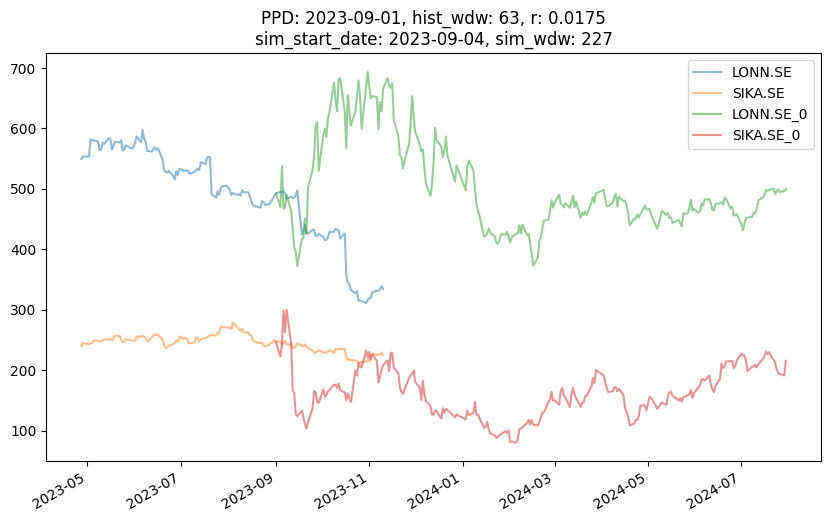 PPD: 2023-09-01, hist_wdw: 63, r: 0.0175
sim_start_date: 2023-09-04, sim_wdw: 227
LONN.SE
SIKA.SE
LONN.SE_0
SIKA.SE_0
700
600
500
400
300
200
100
2023-05
2023-07
2023-09
2023-11
2024-01
2024-03
2024-05
2024-07